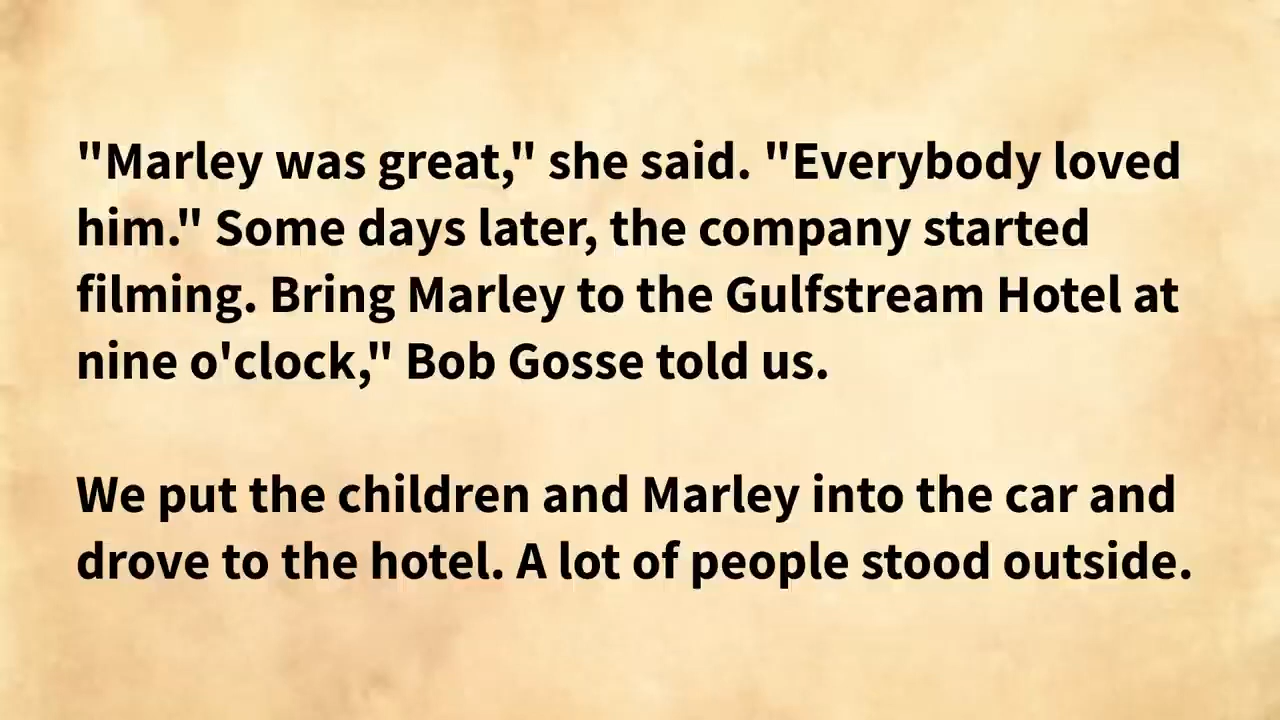 "Marley was great," she said. "Everybody loved
him." Some days later, the company started
filming. Bring Marley to the Gulfstream Hotel at
nine o'clock," Bob Gosse told us.
We put the children and Marley into the car and
drove to the hotel. A lot of people stood outside.